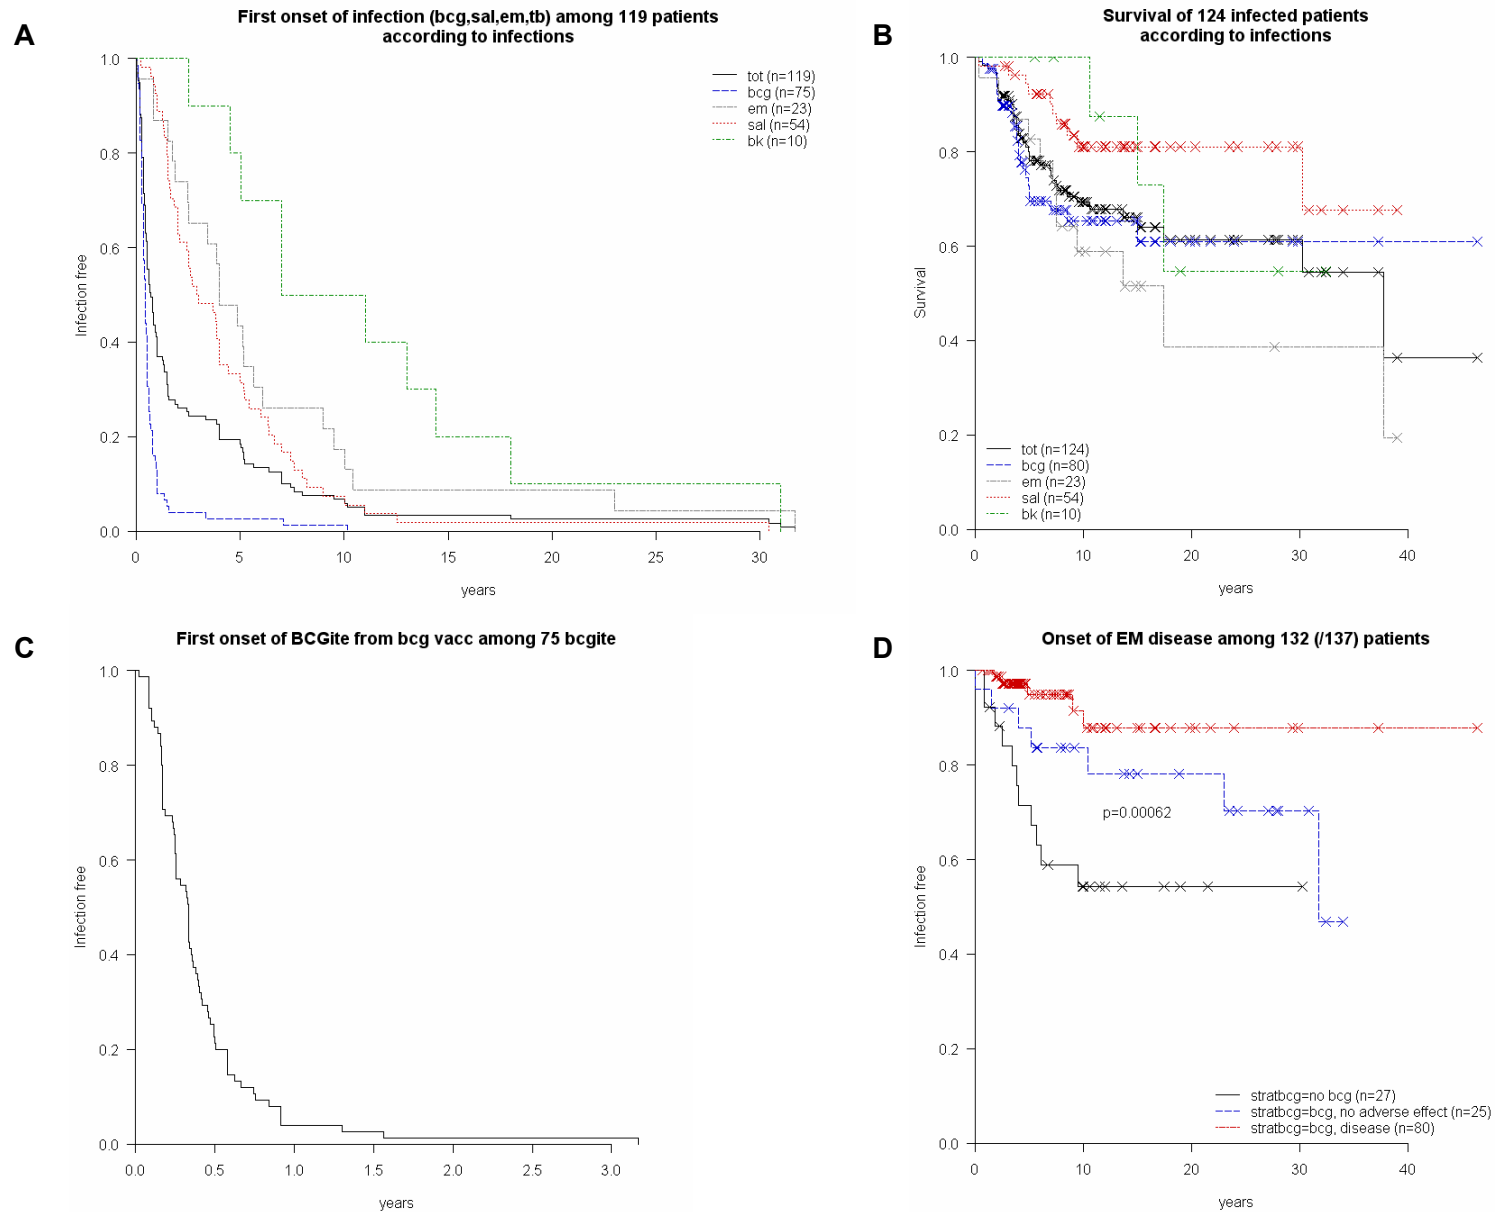 A
First onset of infection (bcg,sal,em,tb) among 119 patients
according to infections
1.0
0.8
0.6
0.4
0.2
0.0
Infection free
0 5 10 15 20 25 30
years
tot (n=119)
bcg (n=75)
em (n=23)
sal (n=54)
bk (n=10)
B
Survival of 124 infected patients
according to infections
1.0
0.8
0.6
0.4
0.2
0.0
Survival
tot (n=124)
bcg (n=80)
em (n=23)
sal (n=54)
bk (n=10)
0 10 20 30 40
years
C
First onset of BCGite from bcg vacc among 75 bcgite
1.0
0.8
0.6
0.4
0.2
0.0
Infection free
0.0 0.5 1.0 1.5 2.0 2.5 3.0
years
D
Onset of EM disease among 132 (/137) patients
1.0
0.8
0.6
0.4
0.2
0.0
Infection free
p=0.00062
stratbcg=no bcg (n=27)
stratbcg=bcg, no adverse effect (n=25)
stratbcg=bcg, disease (n=80)
0 10 20 30 40
years